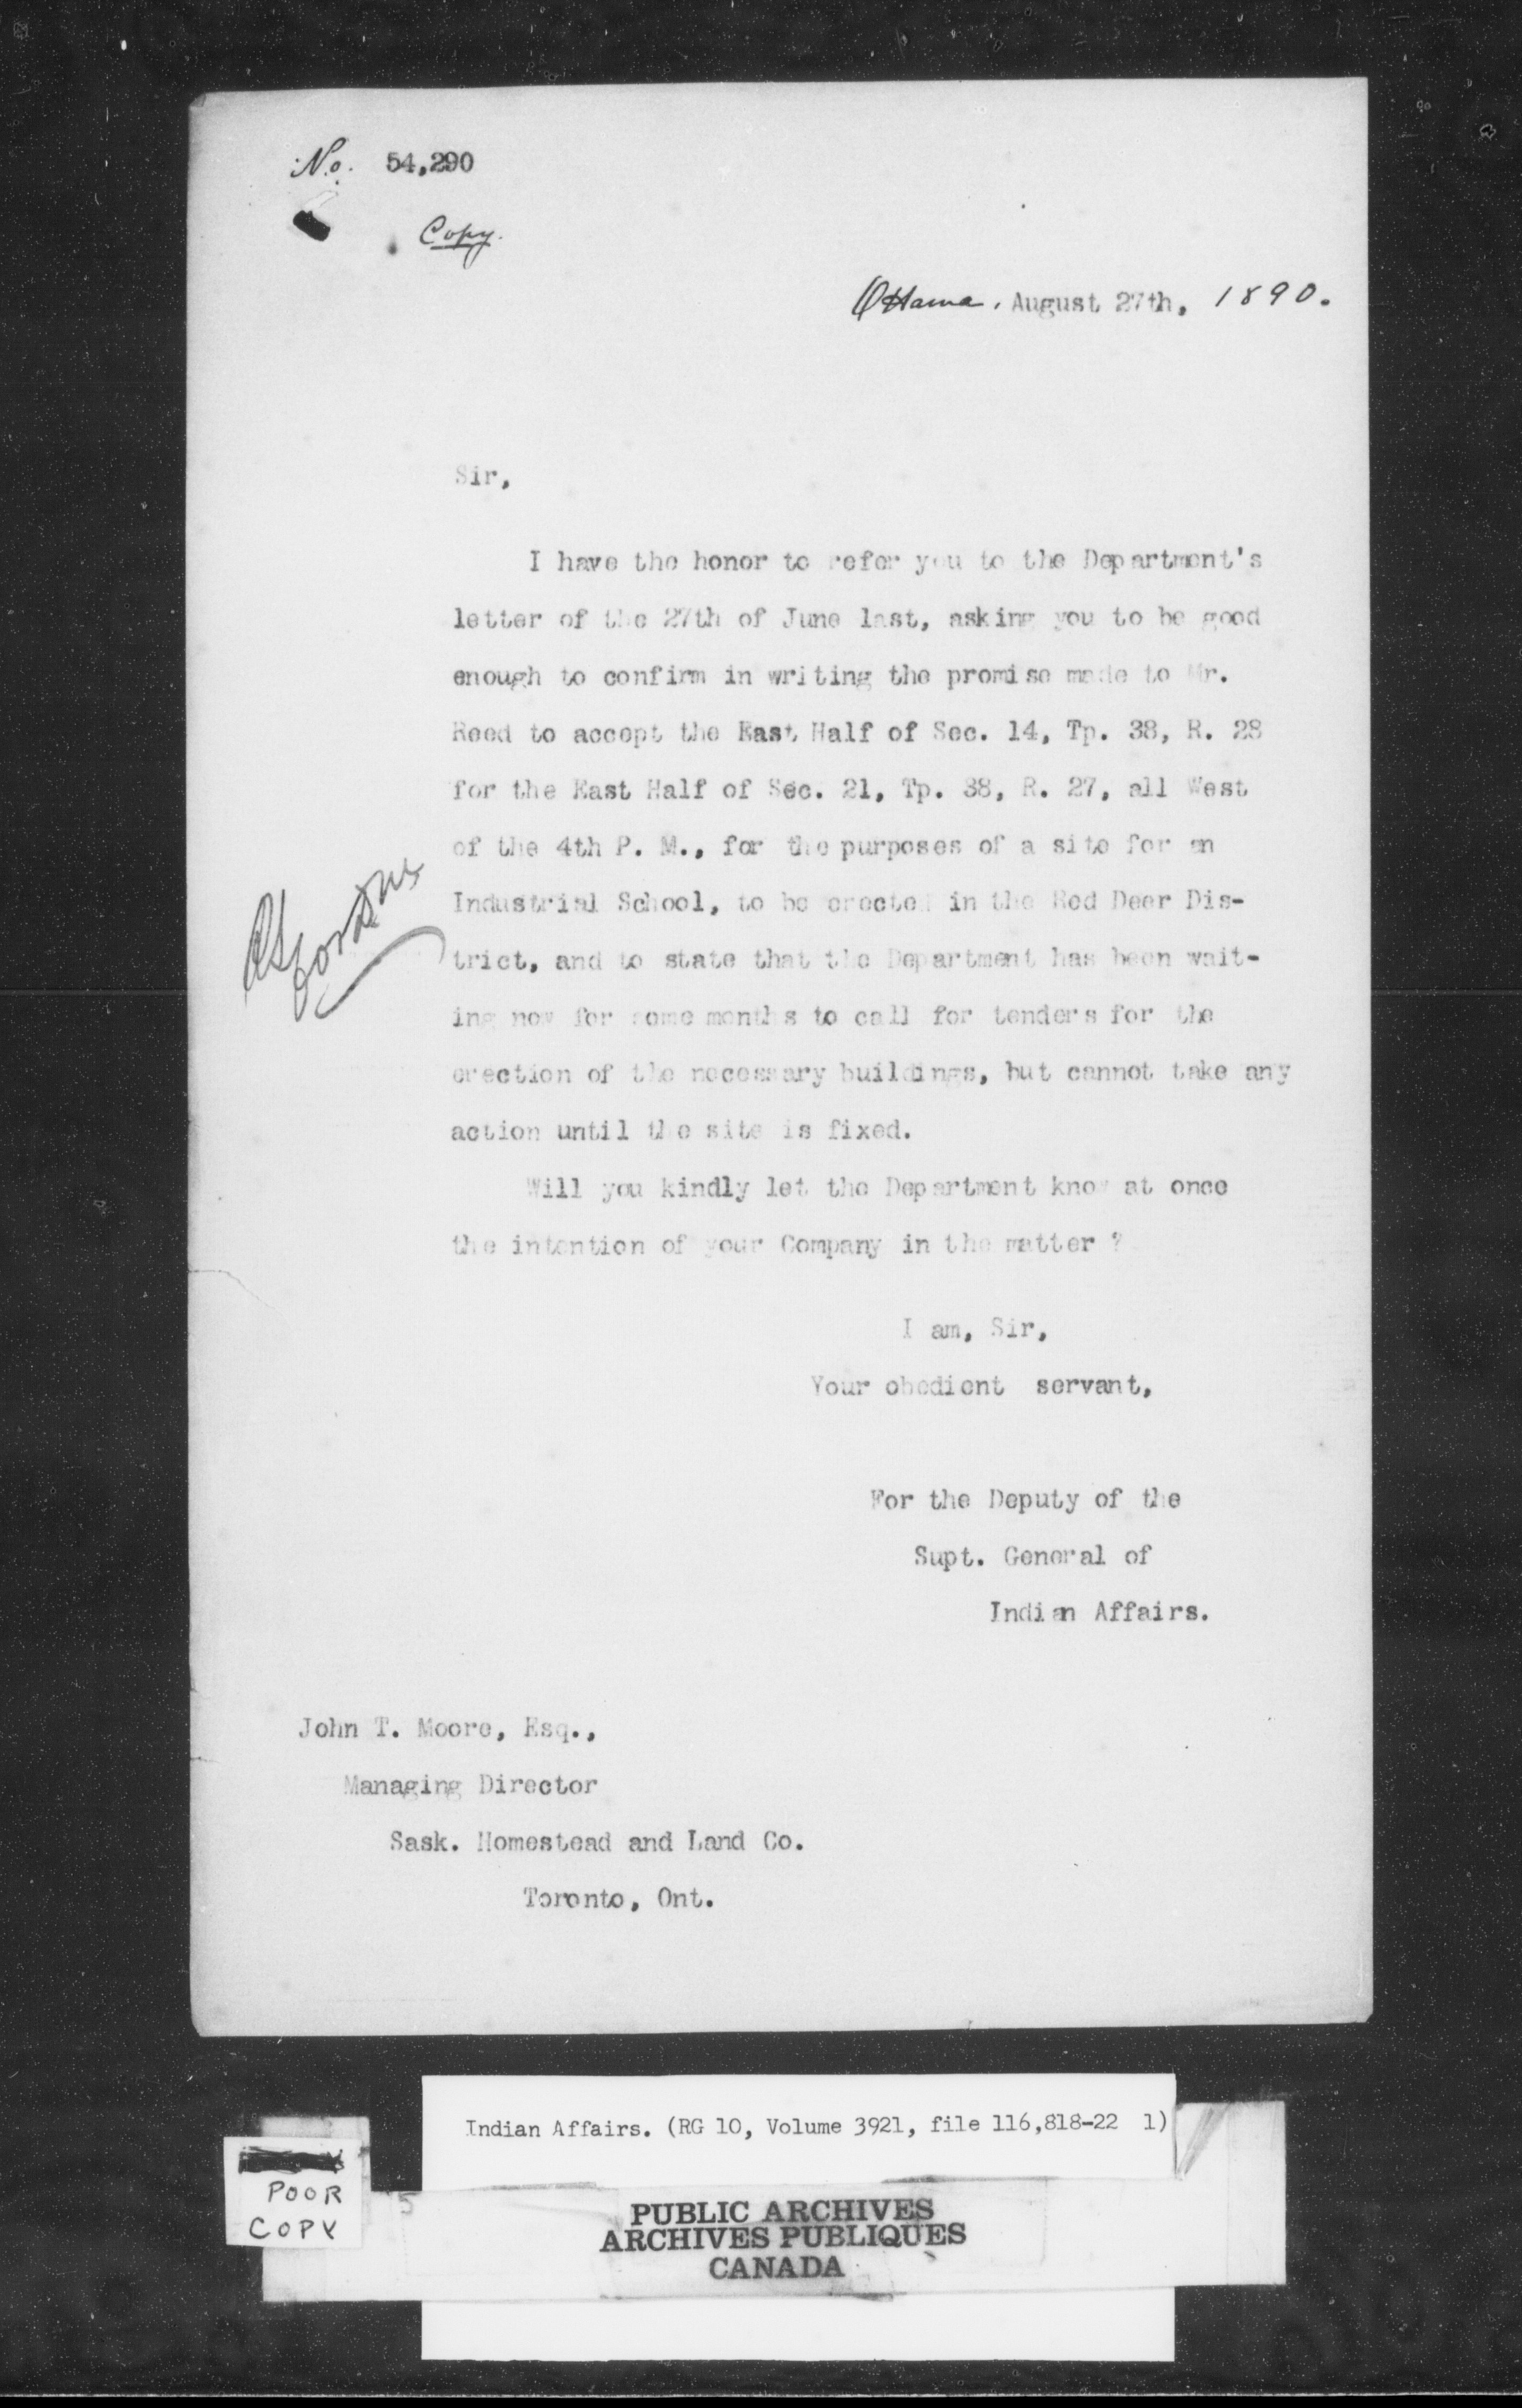 No. 54,290
Copy.
Ottawa, August 27th, 1890.
Sir,
I have the honor to refer you to the Department's
letter of the 27th of June last, asking you to be good
enough to confirm in writing the promise made to Mr.
Reed to accept the East Half of Sec. 14, Tp. 38, R. 28
for the East Half of Sec. 21, Tp. 38, R. 27, all West
of the 4th P. M., for the purposes of a site for an
Industrial School, to be erected in the Red Deer Dis-
trict, and to state that the Department has been wait-
ing now for some months to call for tenders for the
erection of the necessary buildings, but cannot take any
action until the site is fixed.
Will you kindly let the Department know at once
the intention of your Company in the matter ?
I am, Sir,
Your obedient servant,
For the Deputy of the
Supt. General of
Indian Affairs.
John T. Moore, Esq.,
Managing Director
Sask. Homestead and Land Co.
Toronto, Ont.
Indian Affairs. (RG 10, Volume 3921, file 116,818-22 1)
POOR
COPY
5
PUBLIC ARCHIVES
ARCHIVES PUBLIQUES
CANADA